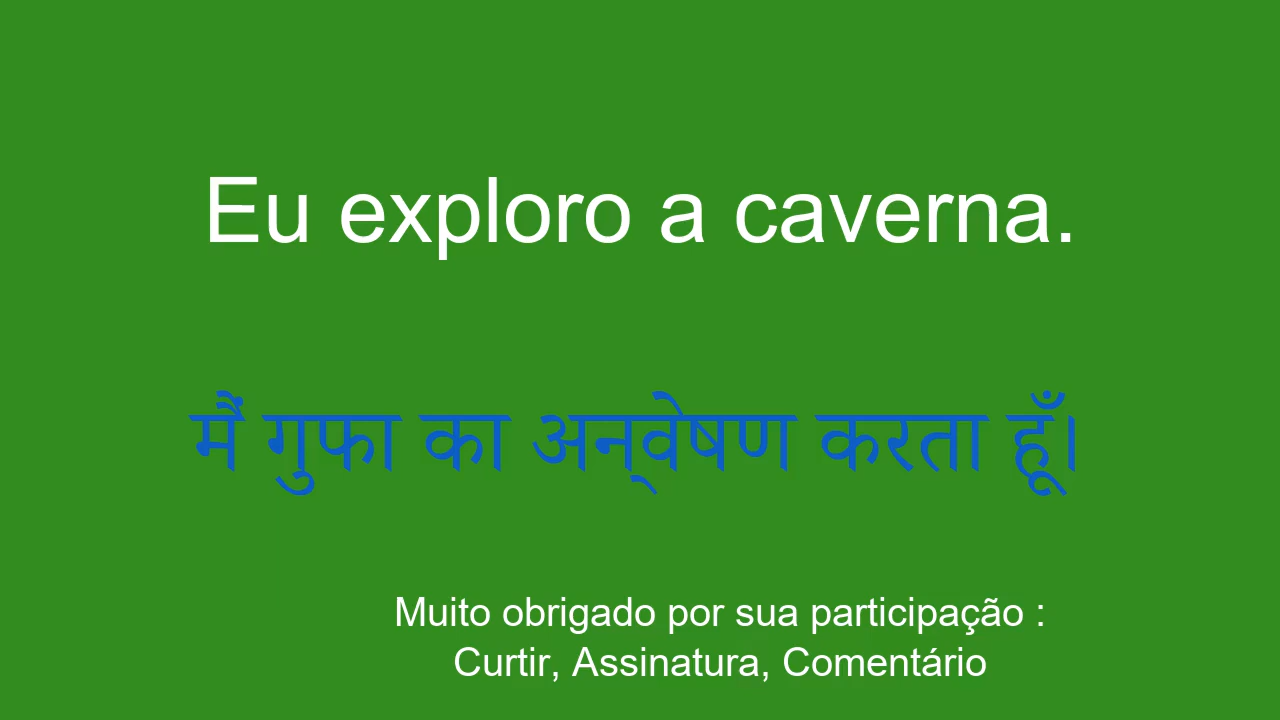 Eu exploro a caverna.
मैं गुफा का अन्वेषण करता हूँ।
Muito obrigado por sua participação :
Curtir, Assinatura, Comentário